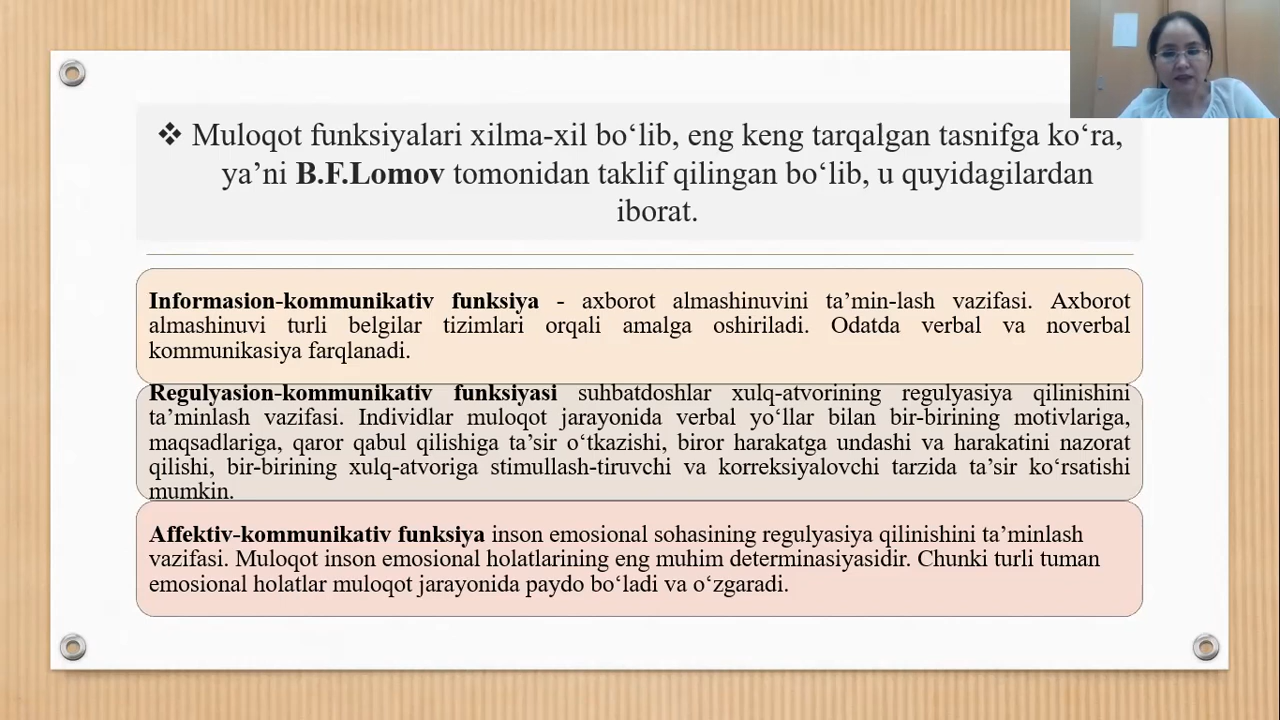 ❖ Muloqot funksiyalari xilma-xil bo‘lib, eng keng tarqalgan tasnifga ko‘ra,
ya’ni B.F.Lomov tomonidan taklif qilingan bo‘lib, u quyidagilardan
iborat.
Informasion-kommunikativ funksiya - axborot almashinuvini ta’min-lash vazifasi. Axborot
almashinuvi turli belgilar tizimlari orqali amalga oshiriladi. Odatda verbal va noverbal
kommunikasiya farqlanadi.
Regulyasion-kommunikativ funksiyasi suhbatdoshlar xulq-atvorining regulyasiya qilinishini
ta’minlash vazifasi. Individlar muloqot jarayonida verbal yo‘llar bilan bir-birining motivlariga,
maqsadlariga, qaror qabul qilishiga ta’sir o‘tkazishi, biror harakatga undashi va harakatini nazorat
qilishi, bir-birining xulq-atvoriga stimullash-tiruvchi va korreksiyalovchi tarzida ta’sir ko‘rsatishi
mumkin.
Affektiv-kommunikativ funksiya inson emosional sohasining regulyasiya qilinishini ta’minlash
vazifasi. Muloqot inson emosional holatlarining eng muhim determinasiyasidir. Chunki turli tuman
emosional holatlar muloqot jarayonida paydo bo‘ladi va o‘zgaradi.